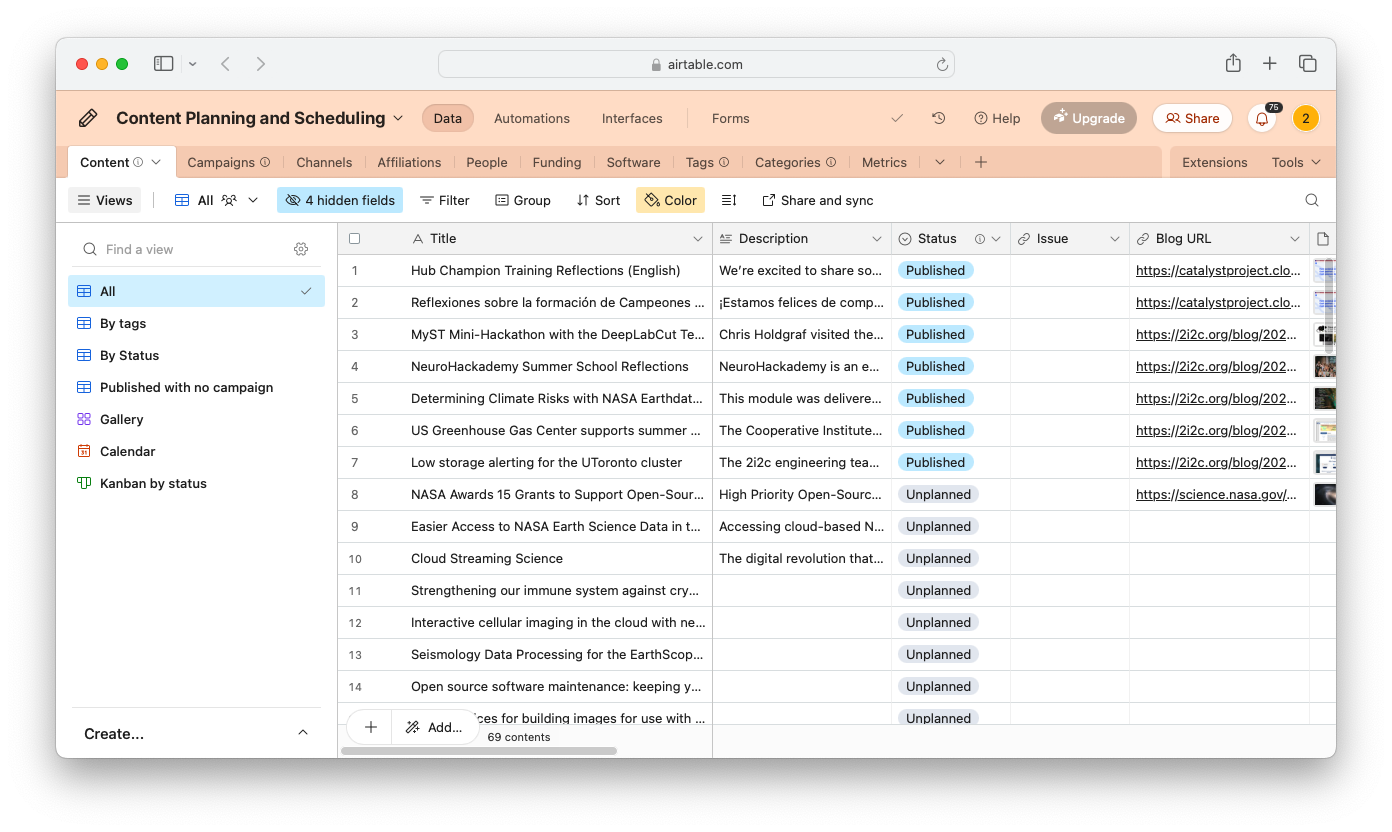 airtable.com
Content Planning and Scheduling Data Automations Interfaces Forms Help Upgrade Share 75 2
Content Campaigns Channels Affiliations People Funding Software Tags Categories Metrics Extensions Tools
Views All 4 hidden fields Filter Group Sort Color Share and sync
Find a view
All
By tags
By Status
Published with no campaign
Gallery
Calendar
Kanban by status
Create...
Title Description Status Issue Blog URL
1 Hub Champion Training Reflections (English) We're excited to share so... Published https://catalystproject.clo...
2 Reflexiones sobre la formación de Campeones ... ¡Estamos felices de comp... Published https://catalystproject.clo...
3 MyST Mini-Hackathon with the DeepLabCut Te... Chris Holdgraf visited the... Published https://2i2c.org/blog/202...
4 NeuroHackademy Summer School Reflections NeuroHackademy is an e... Published https://2i2c.org/blog/202...
5 Determining Climate Risks with NASA Earthdat... This module was delivere... Published https://2i2c.org/blog/202...
6 US Greenhouse Gas Center supports summer ... The Cooperative Institute... Published https://2i2c.org/blog/202...
7 Low storage alerting for the UToronto cluster The 2i2c engineering tea... Published https://2i2c.org/blog/202...
8 NASA Awards 15 Grants to Support Open-Sour... High Priority Open-Sourc... Unplanned https://science.nasa.gov/...
9 Easier Access to NASA Earth Science Data in t... Accessing cloud-based N... Unplanned
10 Cloud Streaming Science The digital revolution that... Unplanned
11 Strengthening our immune system against cry... Unplanned
12 Interactive cellular imaging in the cloud with ne... Unplanned
13 Seismology Data Processing for the EarthScop... Unplanned
14 Open source software maintenance: keeping y... Unplanned
for building images for use with ... Unplanned
Add...
69 contents